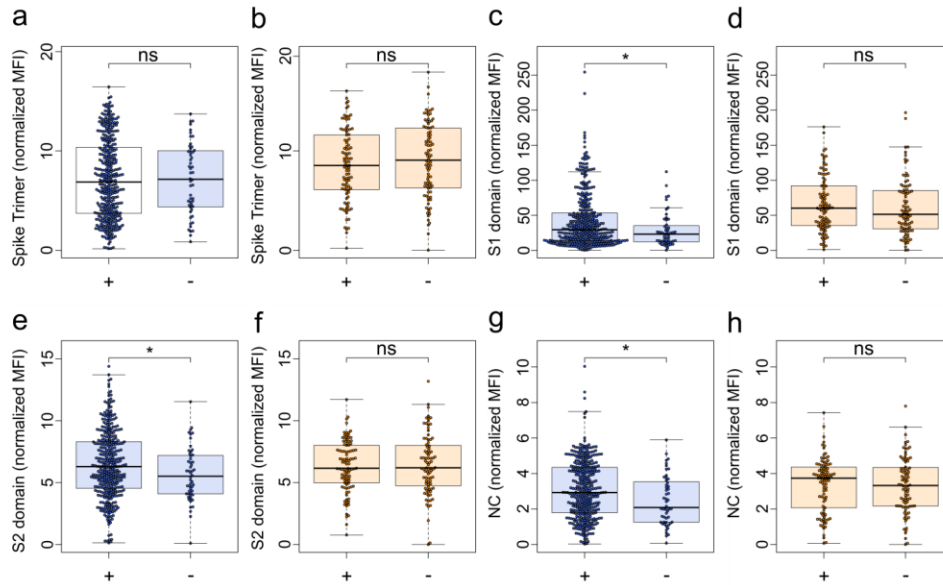 a
Spike Trimer (normalized MFI)
20
10
0
ns
+ -
b
Spike Trimer (normalized MFI)
20
10
0
ns
+ -
c
S1 domain (normalized MFI)
250
200
150
100
50
0
*
+ -
d
S1 domain (normalized MFI)
250
200
150
100
50
0
ns
+ -
e
S2 domain (normalized MFI)
15
10
5
0
*
+ -
f
S2 domain (normalized MFI)
15
10
5
0
ns
+ -
g
NC (normalized MFI)
10
8
6
4
2
0
*
+ -
h
NC (normalized MFI)
10
8
6
4
2
0
ns
+ -